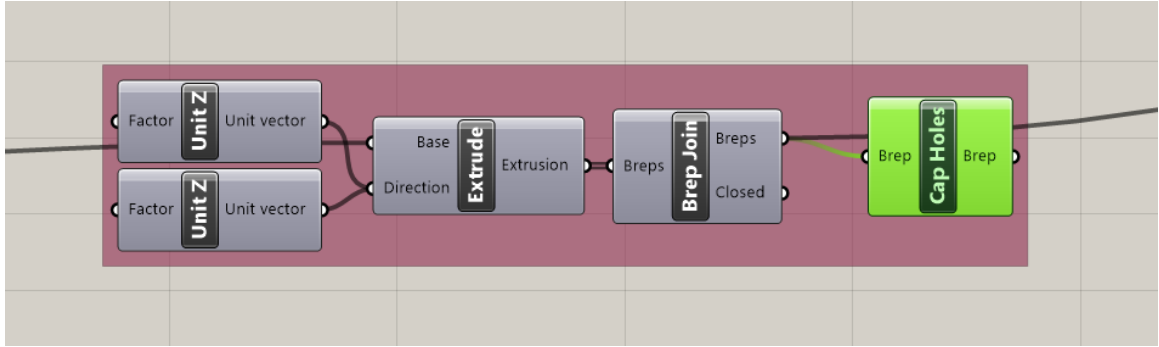 Factor
Unit Z
Unit vector
Factor
Unit Z
Unit vector
Base
Direction
Extrude
Extrusion
Breps
Brep Join
Breps
Closed
Brep
Cap Holes
Brep